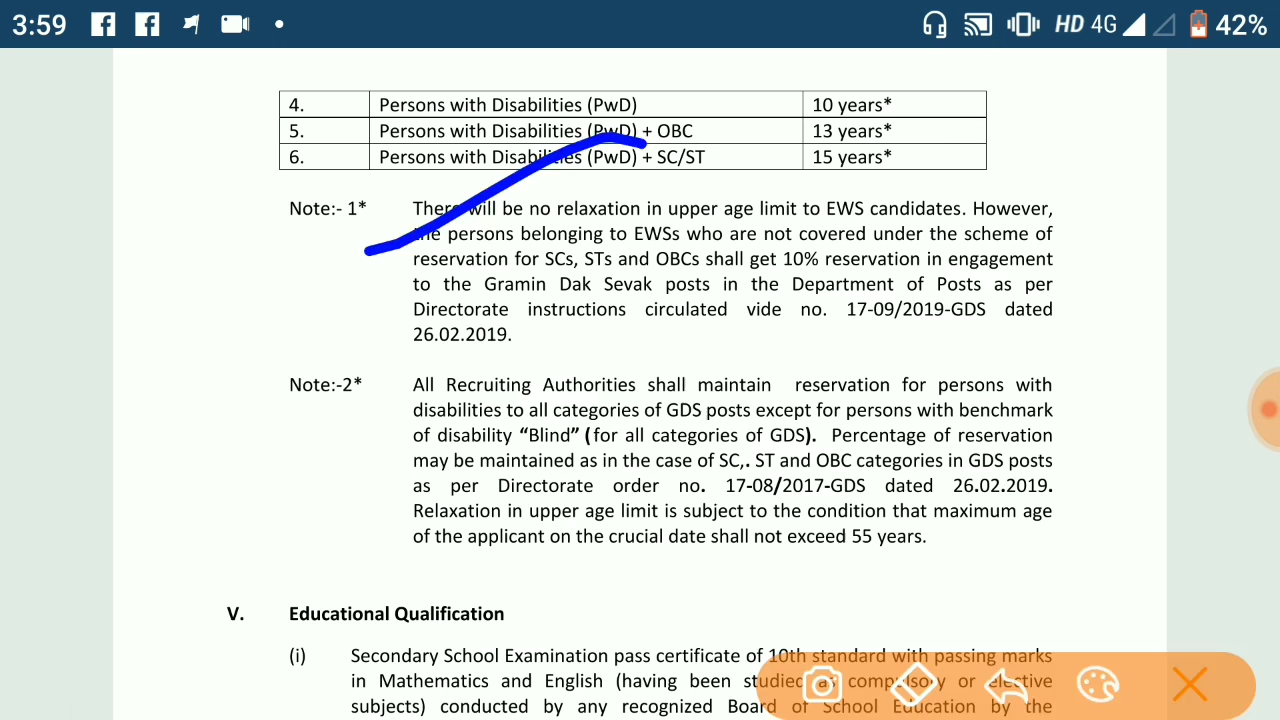 3:59 HD 4G 42%
4. Persons with Disabilities (PwD) 10 years*
5. Persons with Disabilities (PwD) + OBC 13 years*
6. Persons with Disabilities (PwD) + SC/ST 15 years*
Note:- 1* There will be no relaxation in upper age limit to EWS candidates. However,
the persons belonging to EWSs who are not covered under the scheme of
reservation for SCs, STs and OBCs shall get 10% reservation in engagement
to the Gramin Dak Sevak posts in the Department of Posts as per
Directorate instructions circulated vide no. 17-09/2019-GDS dated
26.02.2019.
Note:-2* All Recruiting Authorities shall maintain reservation for persons with
disabilities to all categories of GDS posts except for persons with benchmark
of disability “Blind” (for all categories of GDS). Percentage of reservation
may be maintained as in the case of SC,. ST and OBC categories in GDS posts
as per Directorate order no. 17-08/2017-GDS dated 26.02.2019.
Relaxation in upper age limit is subject to the condition that maximum age
of the applicant on the crucial date shall not exceed 55 years.
V. Educational Qualification
(i) Secondary School Examination pass certificate of 10th standard with passing marks
in Mathematics and English (having been studied as compulsory or elective
subjects) conducted by any recognized Board of School Education by the